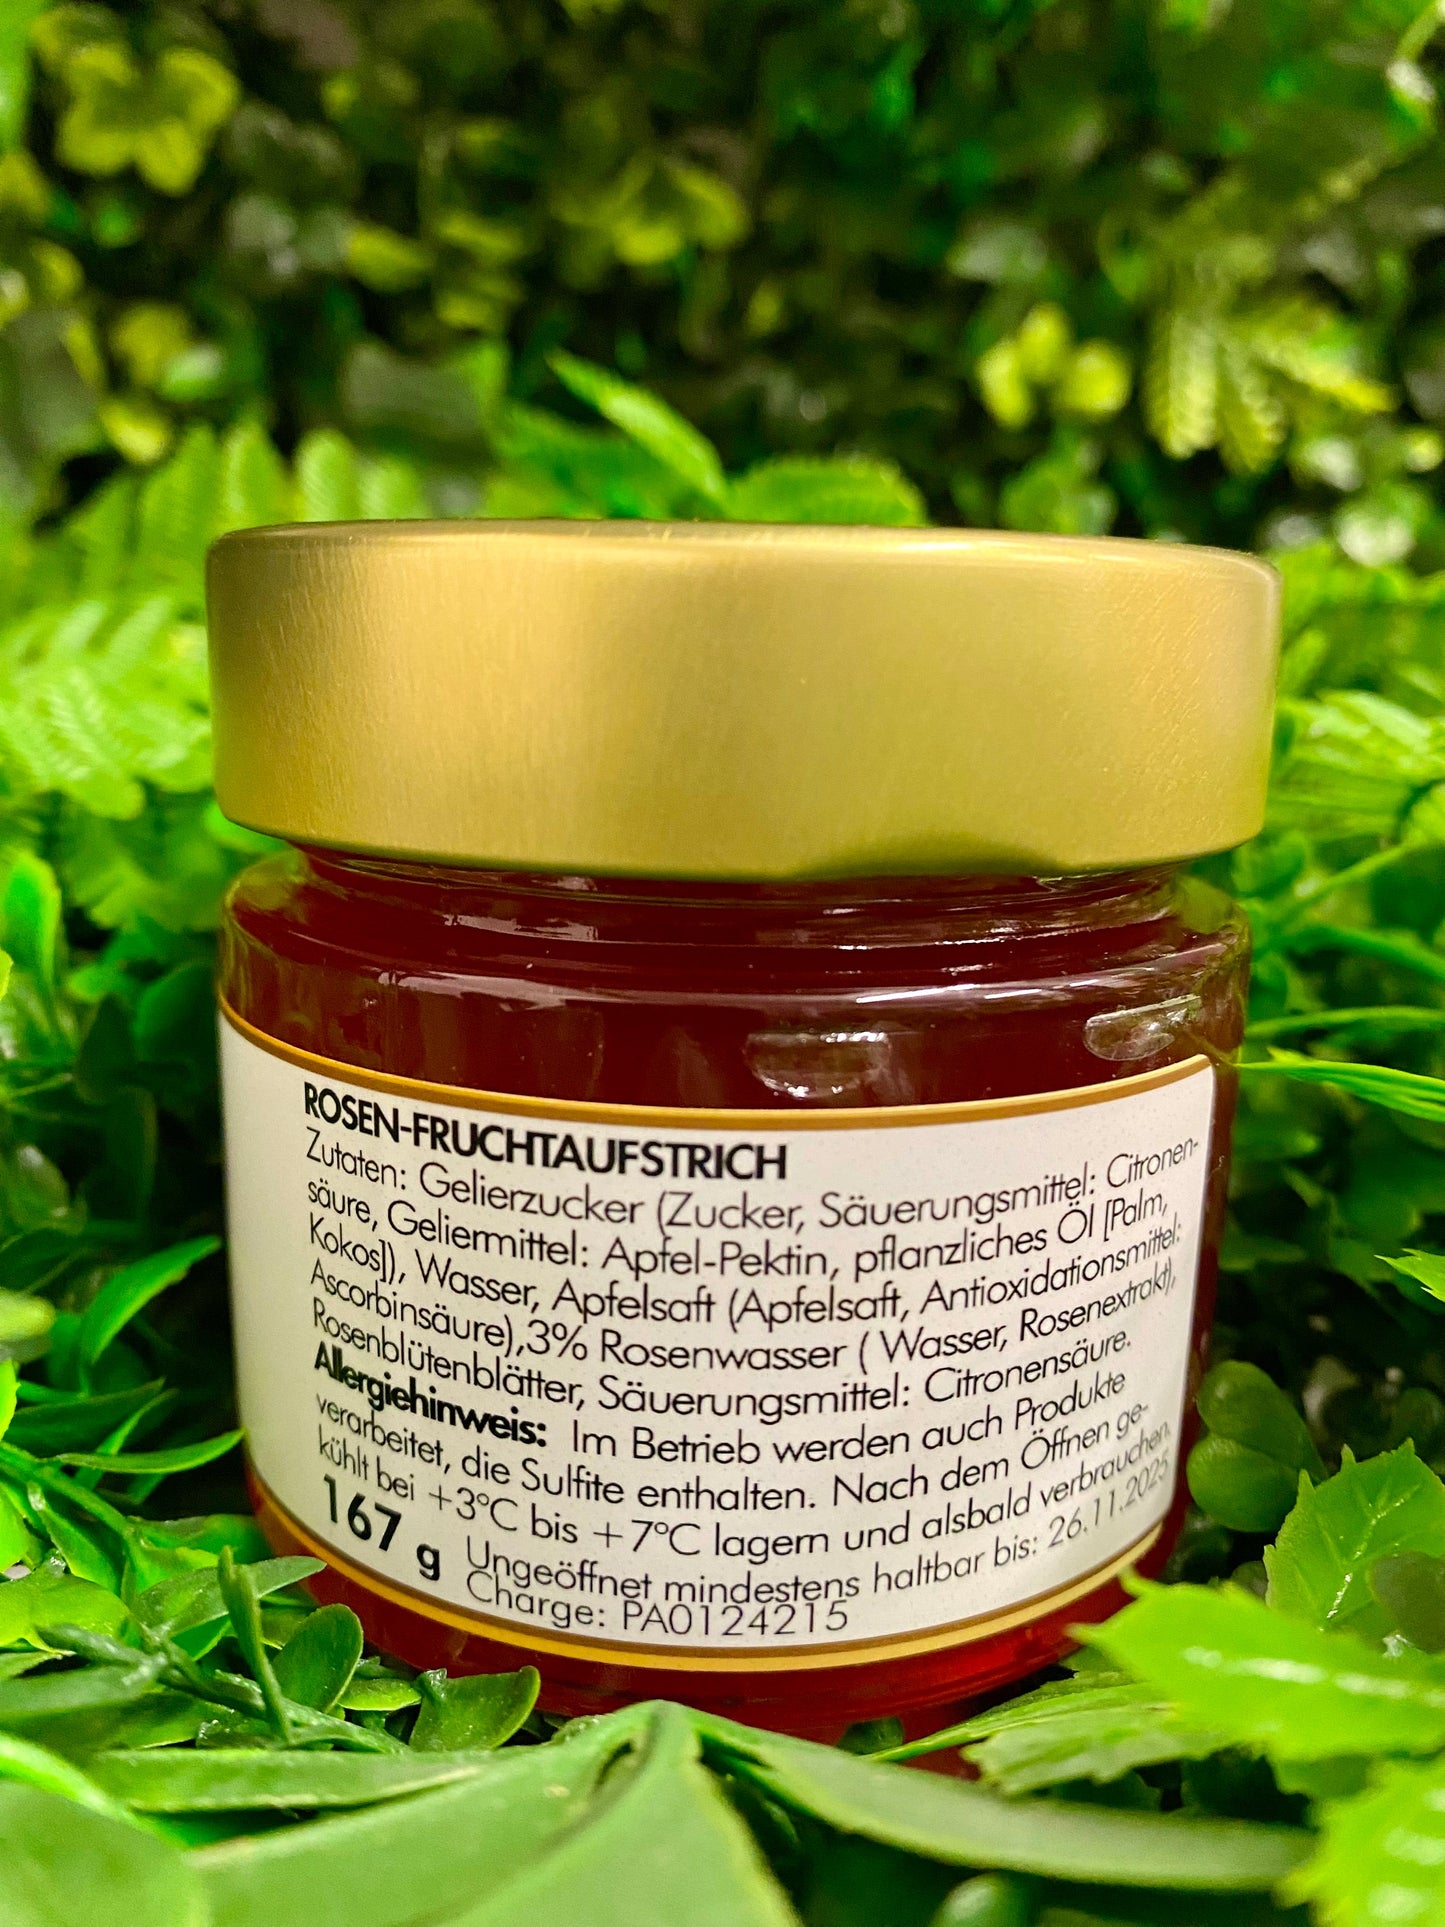 ROSEN-FRUCHTAUFSTRICH
Zutaten: Gelierzucker (Zucker, Säuerungsmittel: Citronen-
säure, Geliermittel: Apfel-Pektin, pflanzliches Öl [Palm,
Kokos]), Wasser, Apfelsaft (Apfelsaft, Antioxidationsmittel:
Ascorbinsäure),3% Rosenwasser ( Wasser, Rosenextrakt),
Rosenblütenblätter, Säuerungsmittel: Citronensäure.
Allergiehinweis: Im Betrieb werden auch Produkte
verarbeitet, die Sulfite enthalten. Nach dem Öffnen ge-
kühlt bei +3°C bis +7°C lagern und alsbald verbrauchen.
167 g Ungeöffnet mindestens haltbar bis: 26.11.2025
Charge: PA0124215